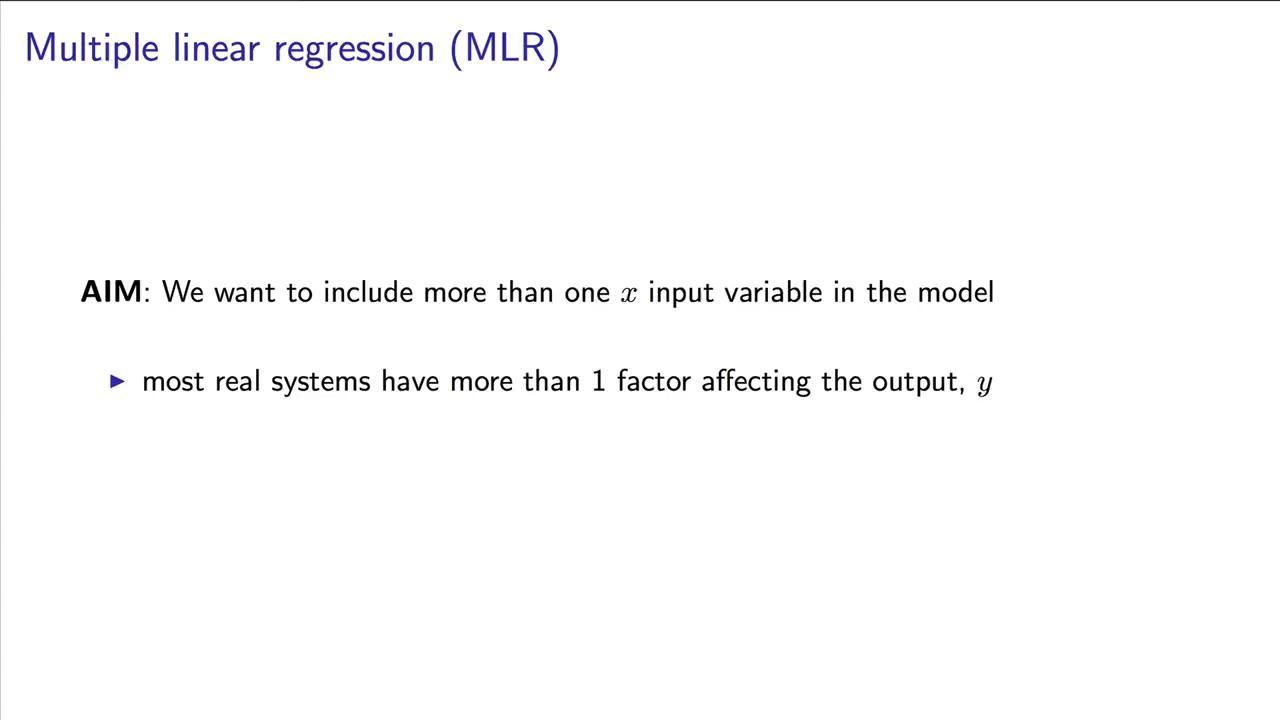 Multiple linear regression (MLR)
AIM: We want to include more than one x input variable in the model
▶ most real systems have more than 1 factor affecting the output, y